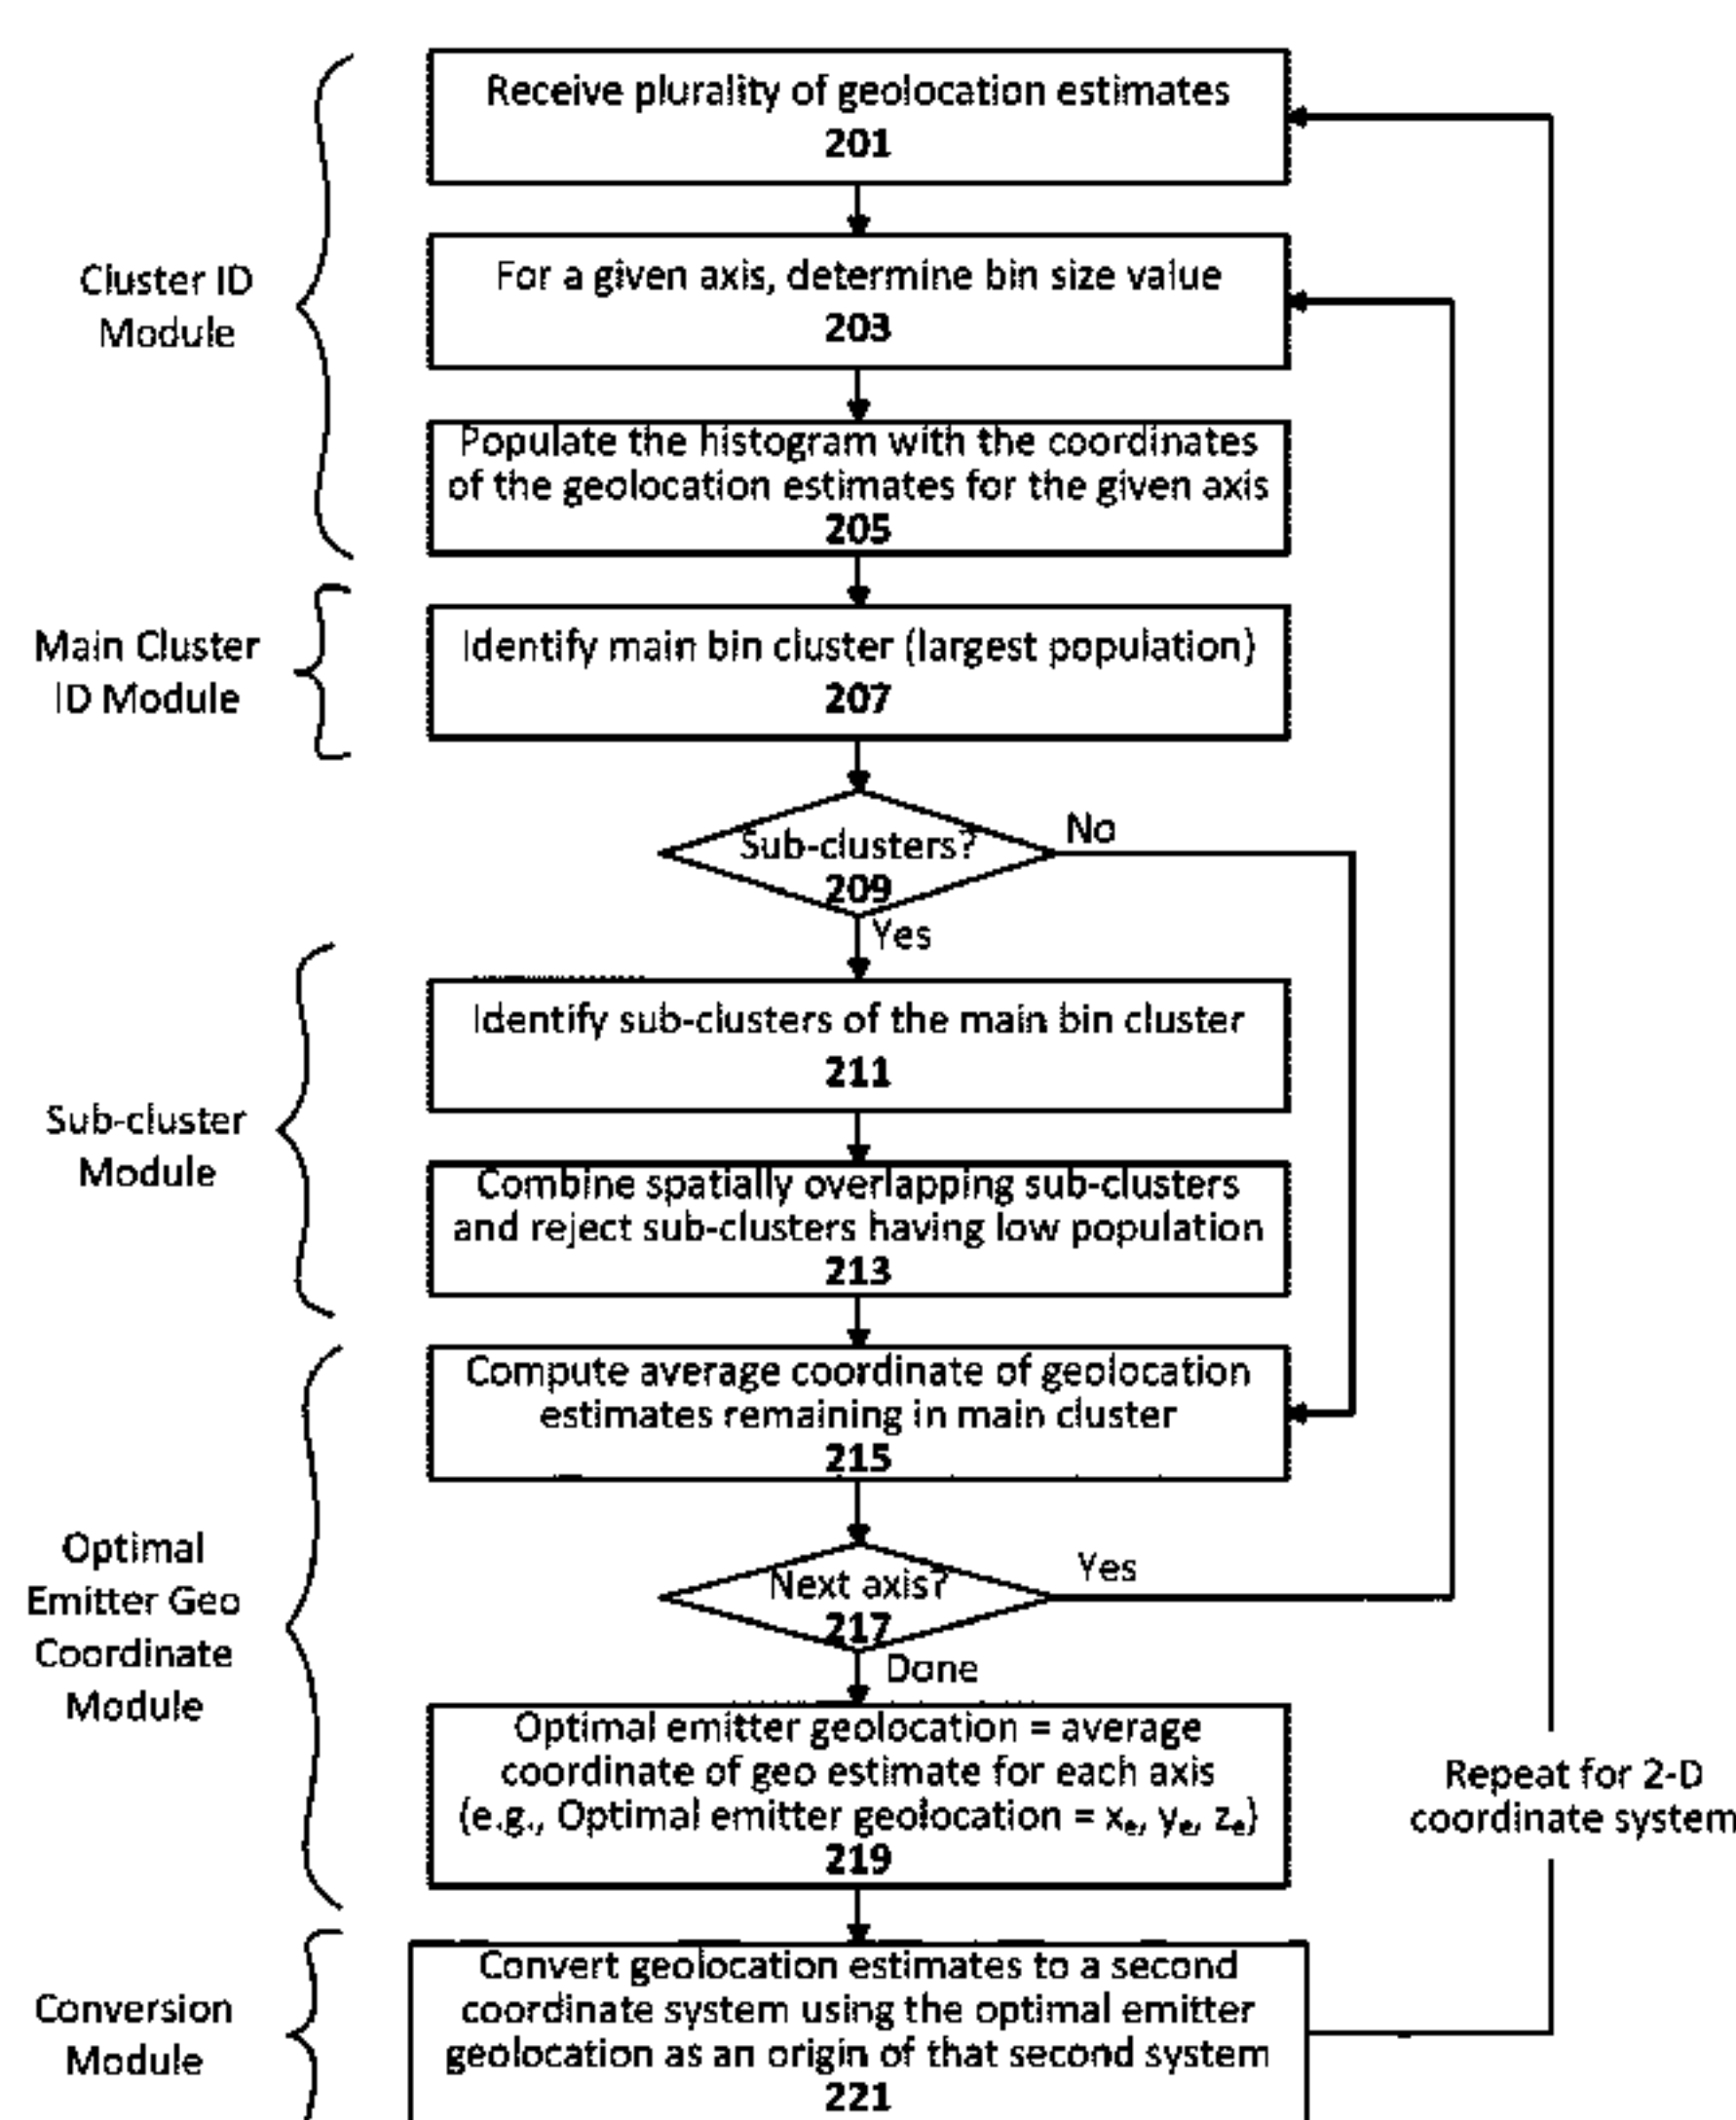 Receive plurality of geolocation estimates
201
For a given axis, determine bin size value
203
Cluster ID
Module
Populate the histogram with the coordinates
of the geolocation estimates for the given axis
205
Main Cluster
ID Module
Identify main bin cluster (largest population)
207
Sub-clusters?
209
No
Yes
Identify sub-clusters of the main bin cluster
211
Sub-cluster
Module
Combine spatially overlapping sub-clusters
and reject sub-clusters having low population
213
Compute average coordinate of geolocation
estimates remaining in main cluster
215
Optimal
Emitter Geo
Coordinate
Module
Next axis?
217
Yes
Done
Optimal emitter geolocation = average
coordinate of geo estimate for each axis
(e.g., Optimal emitter geolocation = xₑ, yₑ, zₑ)
219
Repeat for 2-D
coordinate system
Conversion
Module
Convert geolocation estimates to a second
coordinate system using the optimal emitter
geolocation as an origin of that second system
221